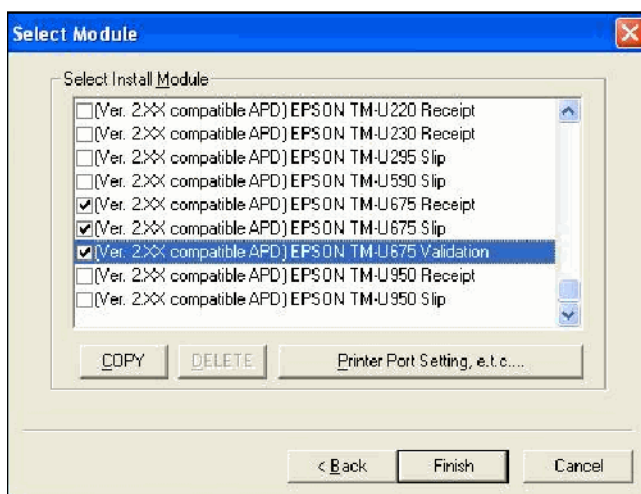 Select Module
Select Install Module
(Ver. 2.XX compatible APD) EPSON TM-U220 Receipt
(Ver. 2.XX compatible APD) EPSON TM-U230 Receipt
(Ver. 2.XX compatible APD) EPSON TM-U295 Slip
(Ver. 2.XX compatible APD) EPSON TM-U590 Slip
(Ver. 2.XX compatible APD) EPSON TM-U675 Receipt
(Ver. 2.XX compatible APD) EPSON TM-U675 Slip
(Ver. 2.XX compatible APD) EPSON TM-U675 Validation
(Ver. 2.XX compatible APD) EPSON TM-U950 Receipt
(Ver. 2.XX compatible APD) EPSON TM-U950 Slip
COPY DELETE Printer Port Setting, e.t.c....
< Back Finish Cancel